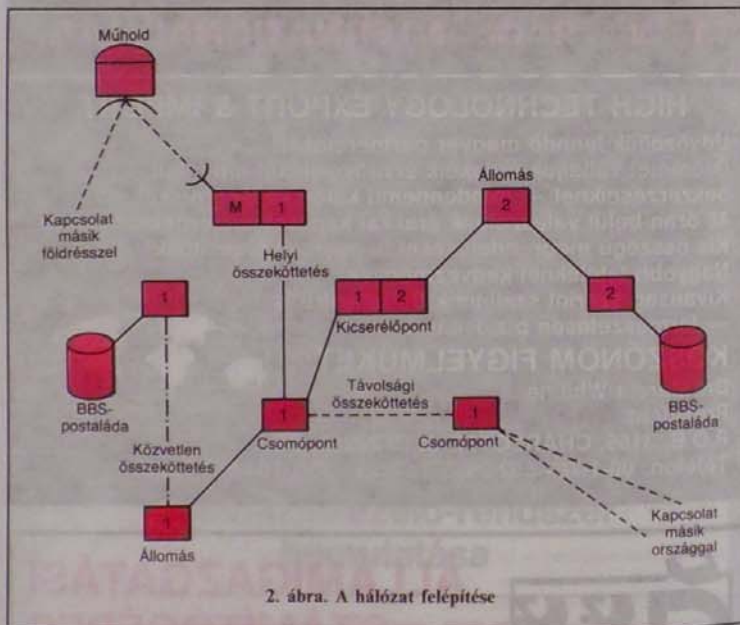 Műhold
Kapcsolat
másik
földrésszel
M 1
Helyi
összeköttetés
Állomás
2
1 2
Kicserélőpont
2
BBS-
postaláda
1
BBS-
postaláda
Közvetlen
összeköttetés
1
Csomópont
Távolsági
összeköttetés
1
Csomópont
1
Állomás
Kapcsolat
másik
országgal
2. ábra. A hálózat felépítése
HIGH TECHNOLOGY EXPORT